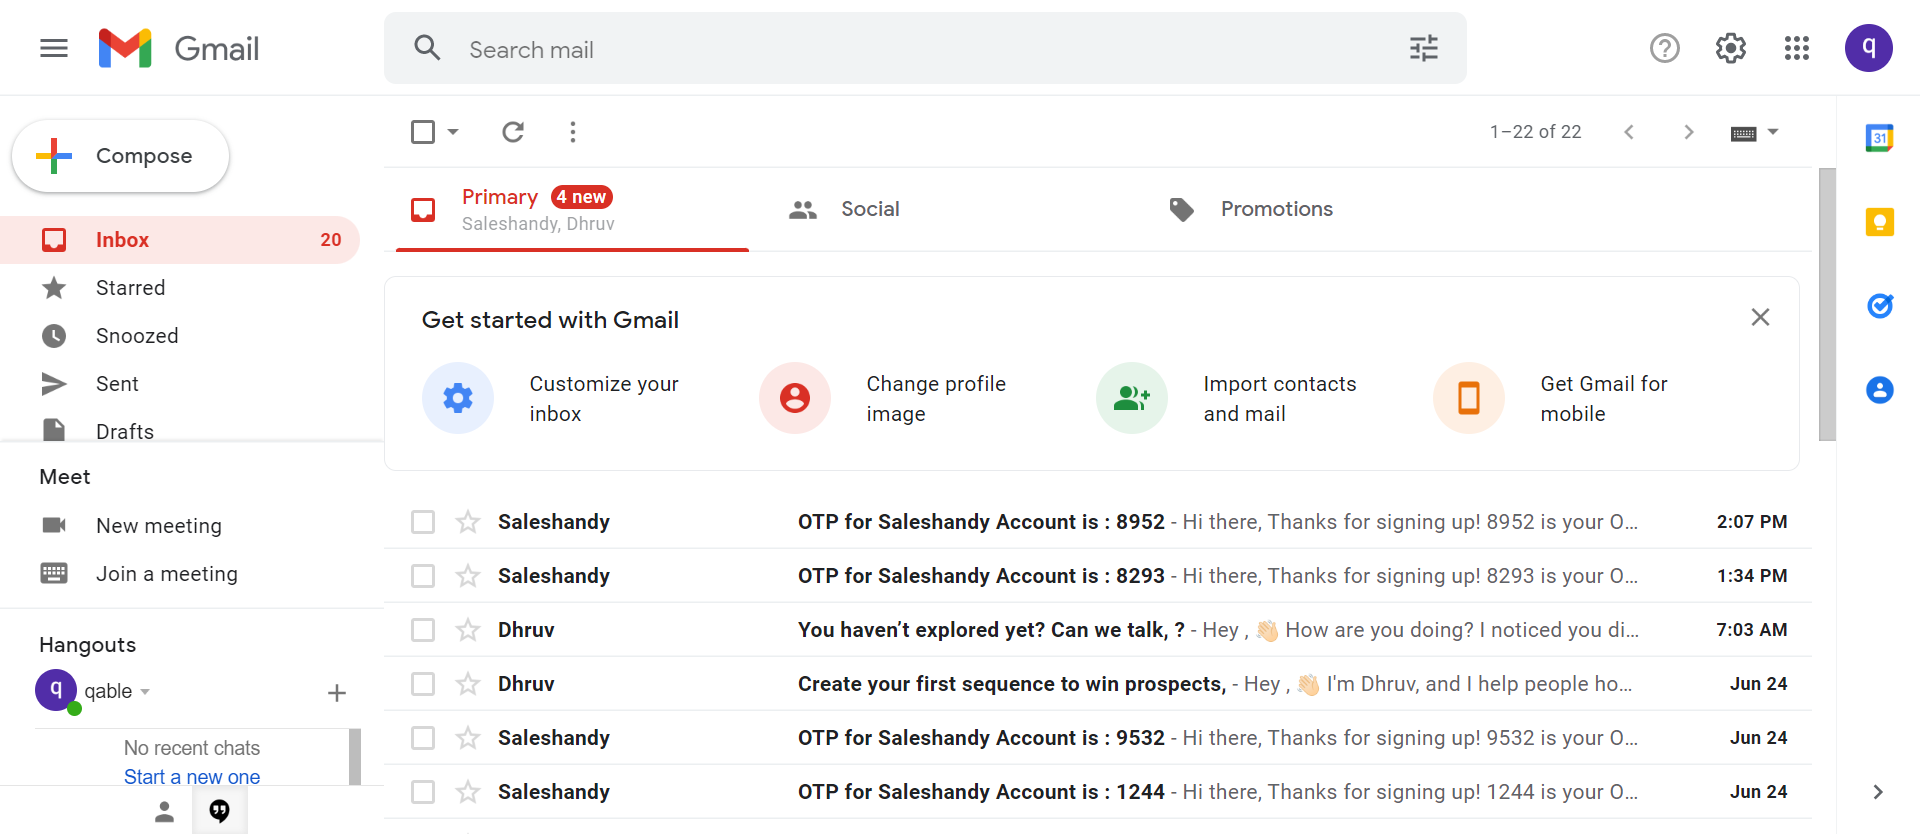 Gmail
Search mail
q
Compose
1–22 of 22
31
Primary 4 new
Saleshandy, Dhruv
Social
Promotions
Inbox 20
Starred
Snoozed
Sent
Drafts
Get started with Gmail
Customize your
inbox
Change profile
image
Import contacts
and mail
Get Gmail for
mobile
Meet
New meeting
Join a meeting
Hangouts
q qable
No recent chats
Start a new one
Saleshandy OTP for Saleshandy Account is : 8952 - Hi there, Thanks for signing up! 8952 is your O... 2:07 PM
Saleshandy OTP for Saleshandy Account is : 8293 - Hi there, Thanks for signing up! 8293 is your O... 1:34 PM
Dhruv You haven’t explored yet? Can we talk, ? - Hey , 👋🏻 How are you doing? I noticed you di... 7:03 AM
Dhruv Create your first sequence to win prospects, - Hey , 👋🏻 I'm Dhruv, and I help people ho... Jun 24
Saleshandy OTP for Saleshandy Account is : 9532 - Hi there, Thanks for signing up! 9532 is your O... Jun 24
Saleshandy OTP for Saleshandy Account is : 1244 - Hi there, Thanks for signing up! 1244 is your O... Jun 24